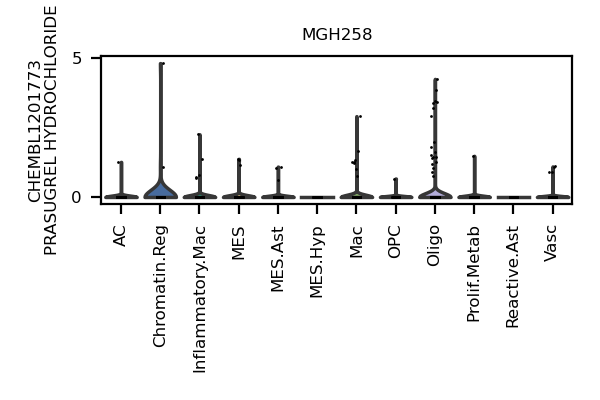 MGH258
CHEMBL1201773
PRASUGREL HYDROCHLORIDE
5
0
AC
Chromatin.Reg
Inflammatory.Mac
MES
MES.Ast
MES.Hyp
Mac
OPC
Oligo
Prolif.Metab
Reactive.Ast
Vasc